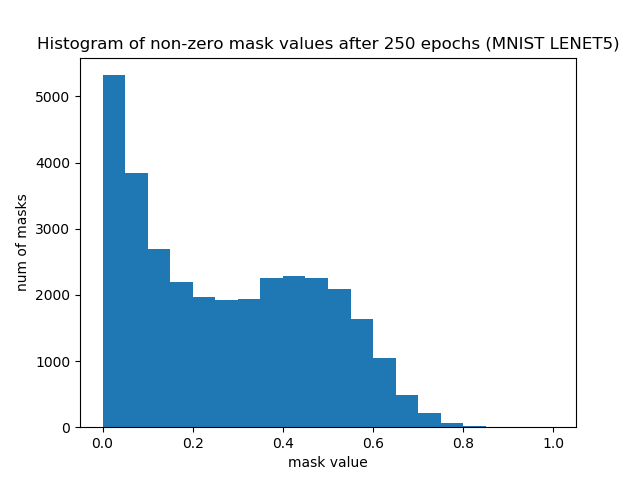 Histogram of non-zero mask values after 250 epochs (MNIST LENET5)
num of masks
5000
4000
3000
2000
1000
0
0.0 0.2 0.4 0.6 0.8 1.0
mask value